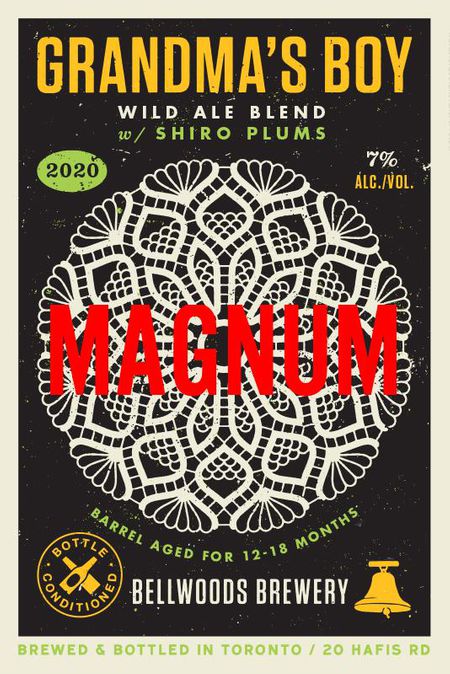 GRANDMA'S BOY
WILD ALE BLEND
w/ SHIRO PLUMS
2020
7%
ALC./VOL.
MAGNUM
BARREL AGED FOR 12-18 MONTHS
BOTTLE CONDITIONED
BELLWOODS BREWERY
BREWED & BOTTLED IN TORONTO / 20 HAFIS RD